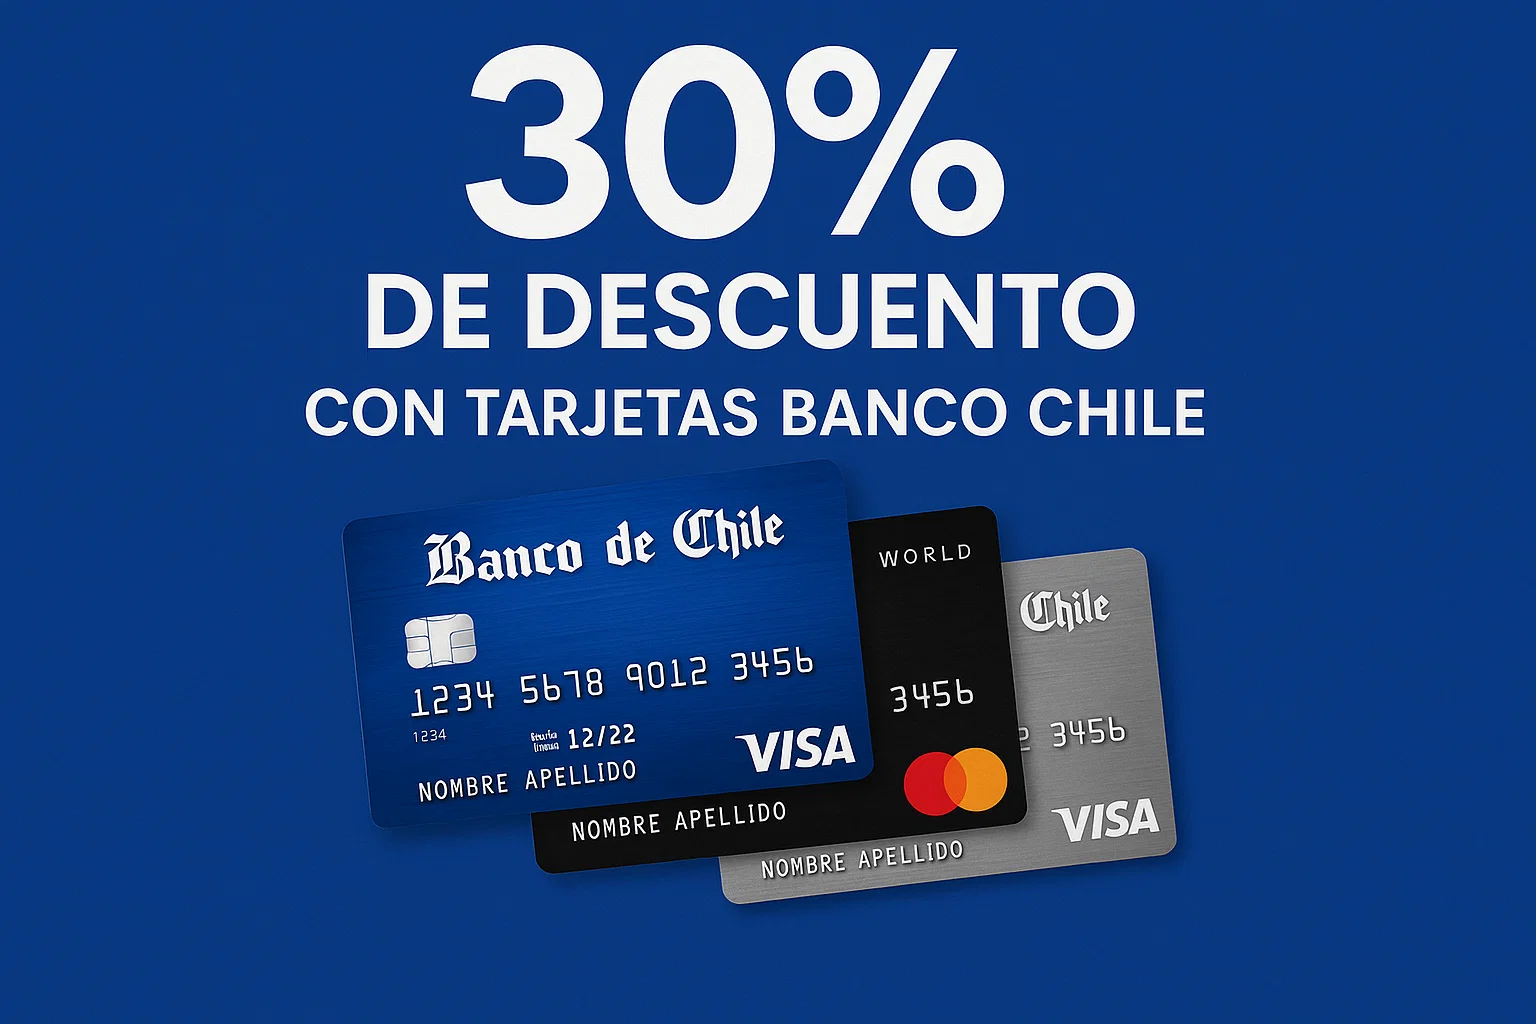 30%
DE DESCUENTO
CON TARJETAS BANCO CHILE
Banco de Chile
1234 5678 9012 3456
1234
12/22
NOMBRE APELLIDO
VISA
WORLD
3456
NOMBRE APELLIDO
Chile
3456
VISA
NOMBRE APELLIDO